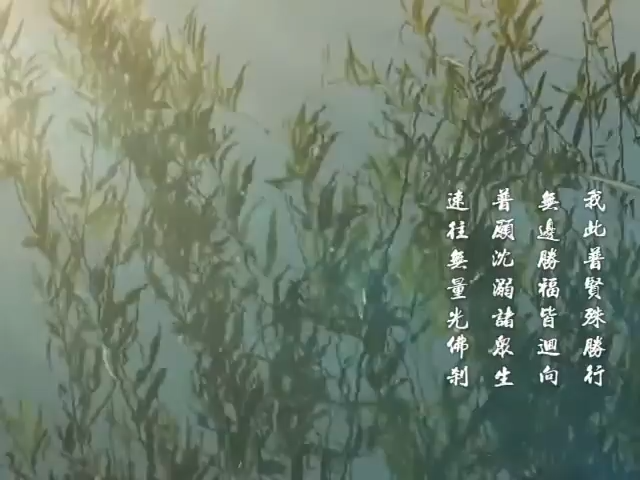 我此普賢殊勝行
無邊勝福皆迴向
普願沈溺諸眾生
速往無量光佛剎